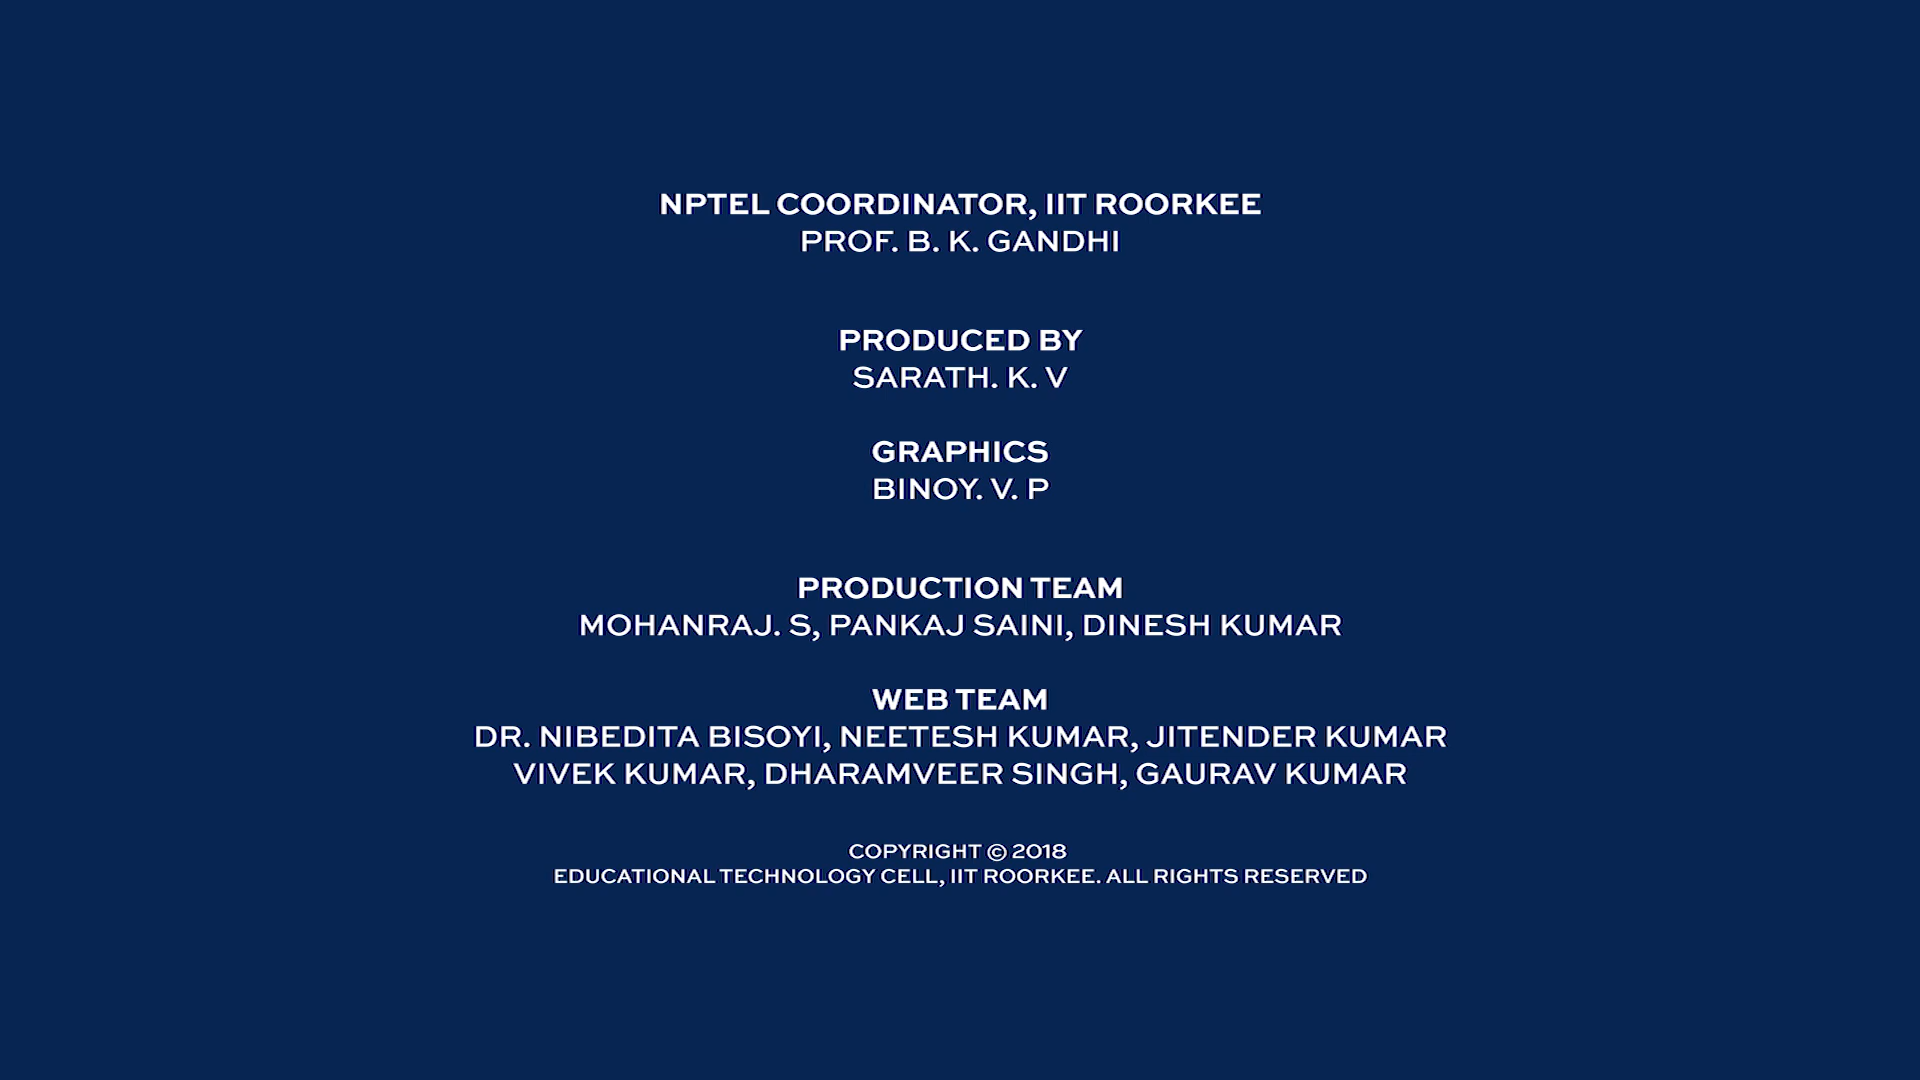 NPTEL COORDINATOR, IIT ROORKEE
PROF. B. K. GANDHI
PRODUCED BY
SARATH. K. V
GRAPHICS
BINOY. V. P
PRODUCTION TEAM
MOHANRAJ. S, PANKAJ SAINI, DINESH KUMAR
WEB TEAM
DR. NIBEDITA BISOYI, NEETESH KUMAR, JITENDER KUMAR
VIVEK KUMAR, DHARAMVEER SINGH, GAURAV KUMAR
COPYRIGHT © 2018
EDUCATIONAL TECHNOLOGY CELL, IIT ROORKEE. ALL RIGHTS RESERVED